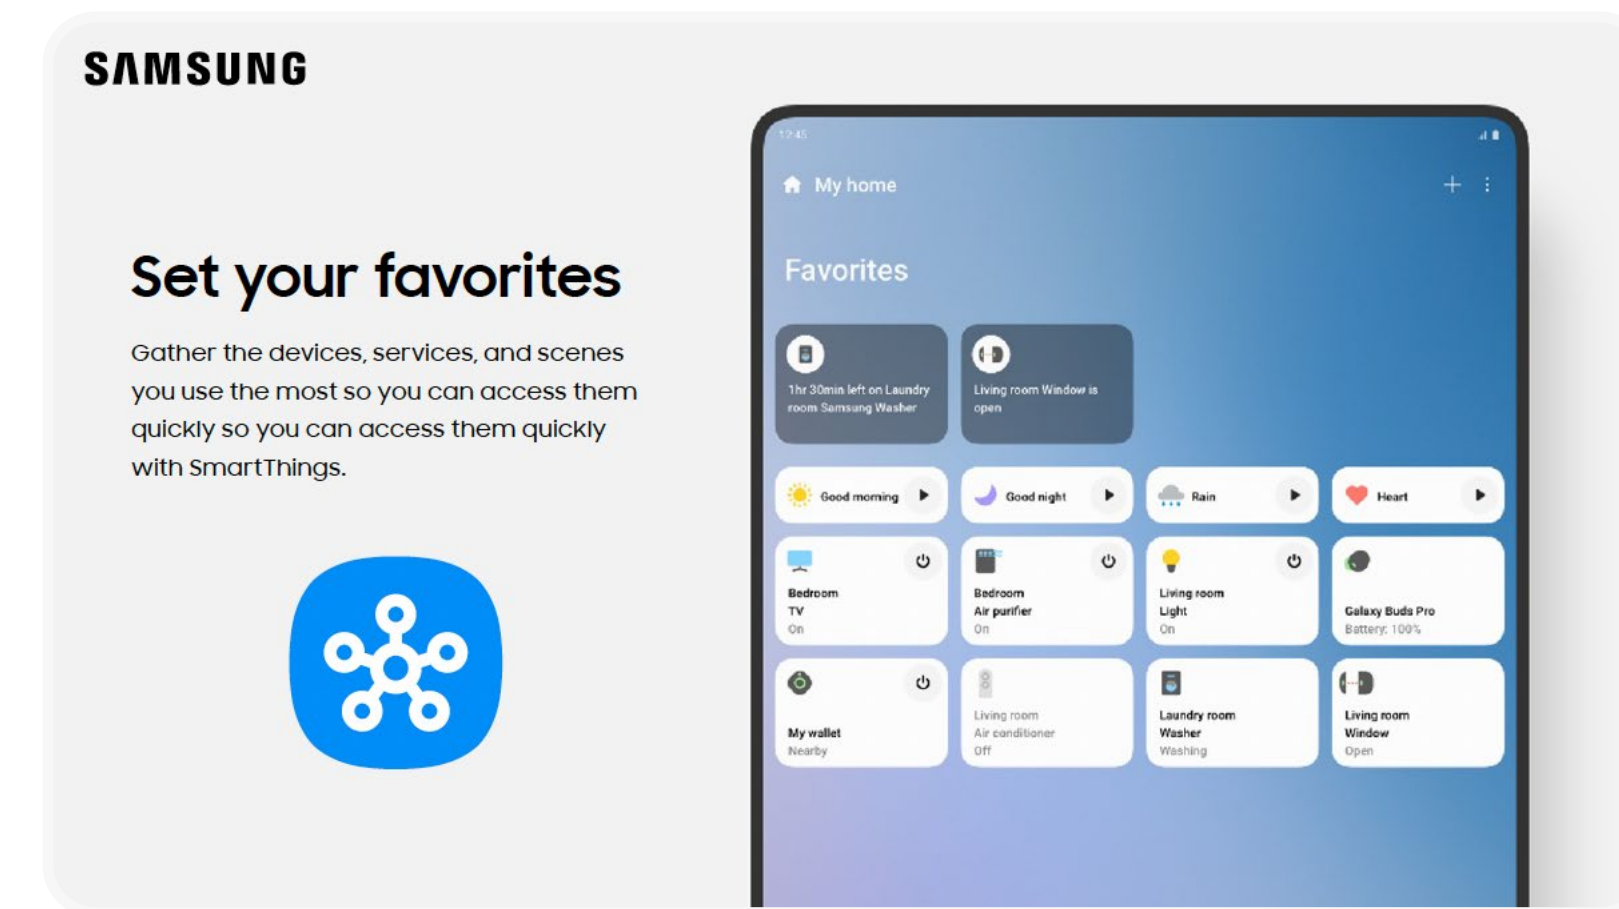 SAMSUNG
Set your favorites
Gather the devices, services, and scenes
you use the most so you can access them
quickly so you can access them quickly
with SmartThings.
12:45
My home
Favorites
1hr 30min left on Laundry
room Samsung Washer
Living room Window is
open
Good morning
Good night
Rain
Heart
Bedroom
TV
On
Bedroom
Air purifier
On
Living room
Light
On
Galaxy Buds Pro
Battery: 100%
My wallet
Nearby
Living room
Air conditioner
Off
Laundry room
Washer
Washing
Living room
Window
Open